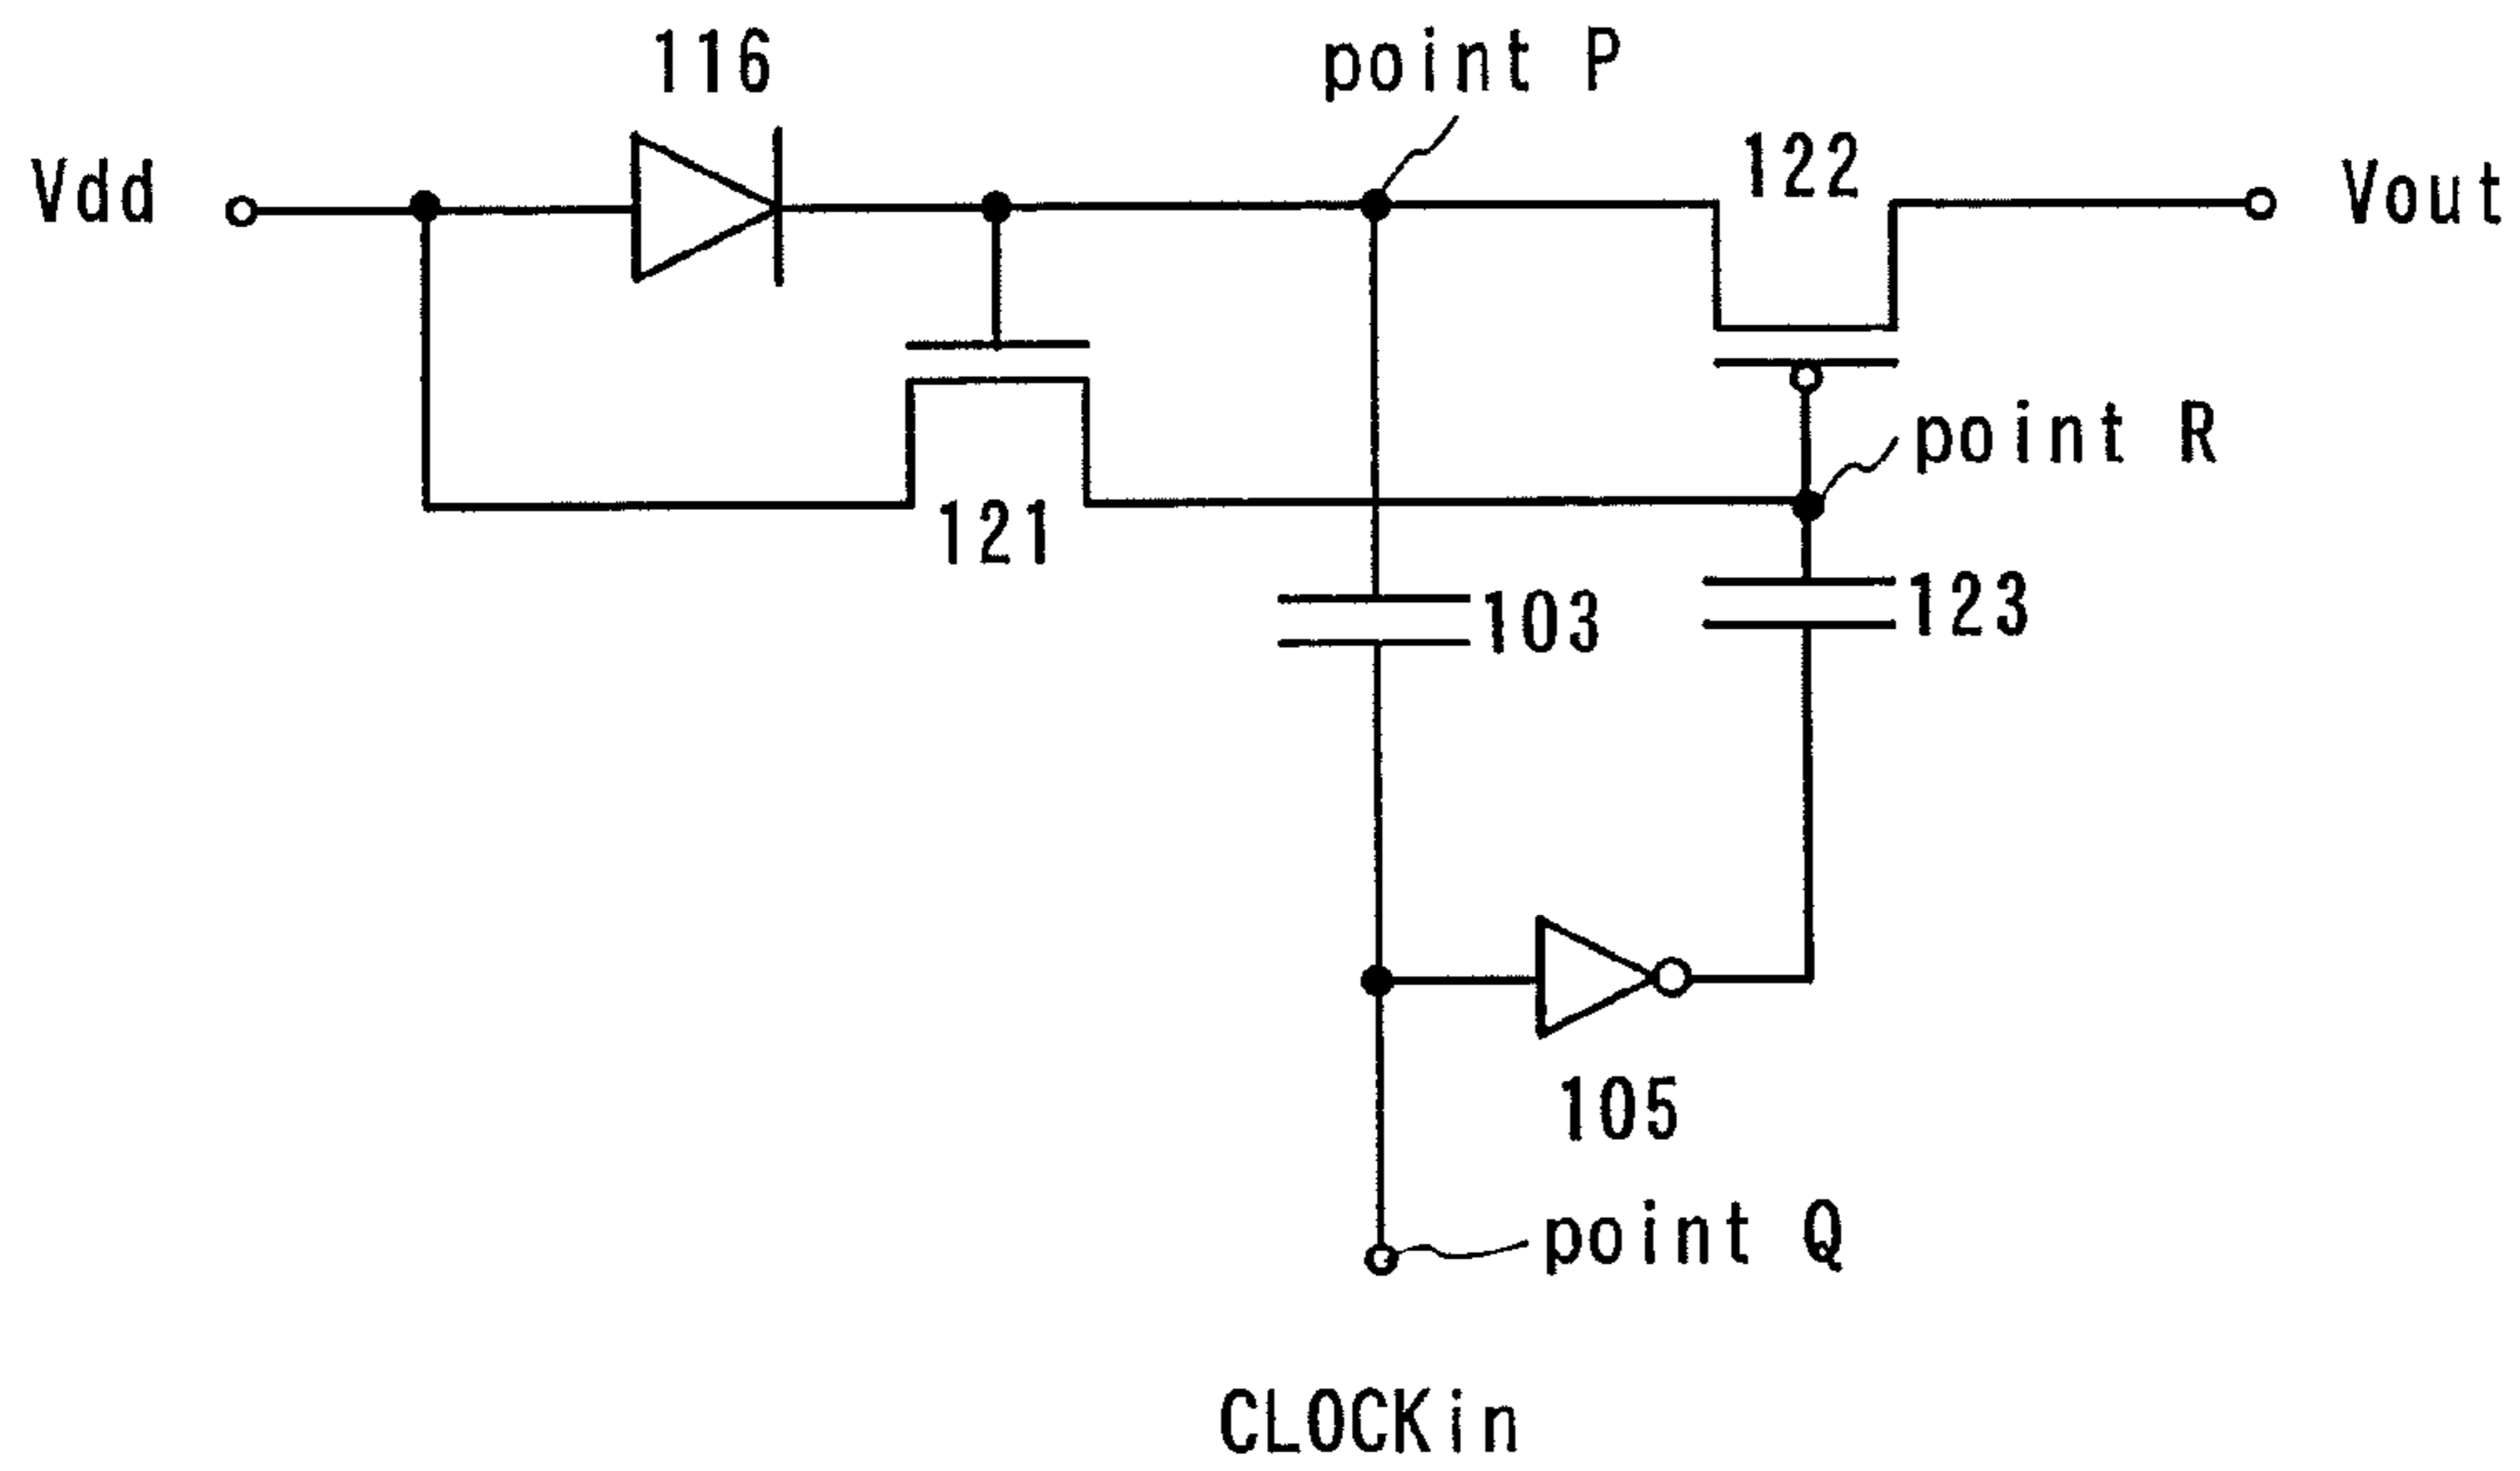 116
point P
122
Vdd
Vout
point R
121
103
123
105
point Q
CLOCKin